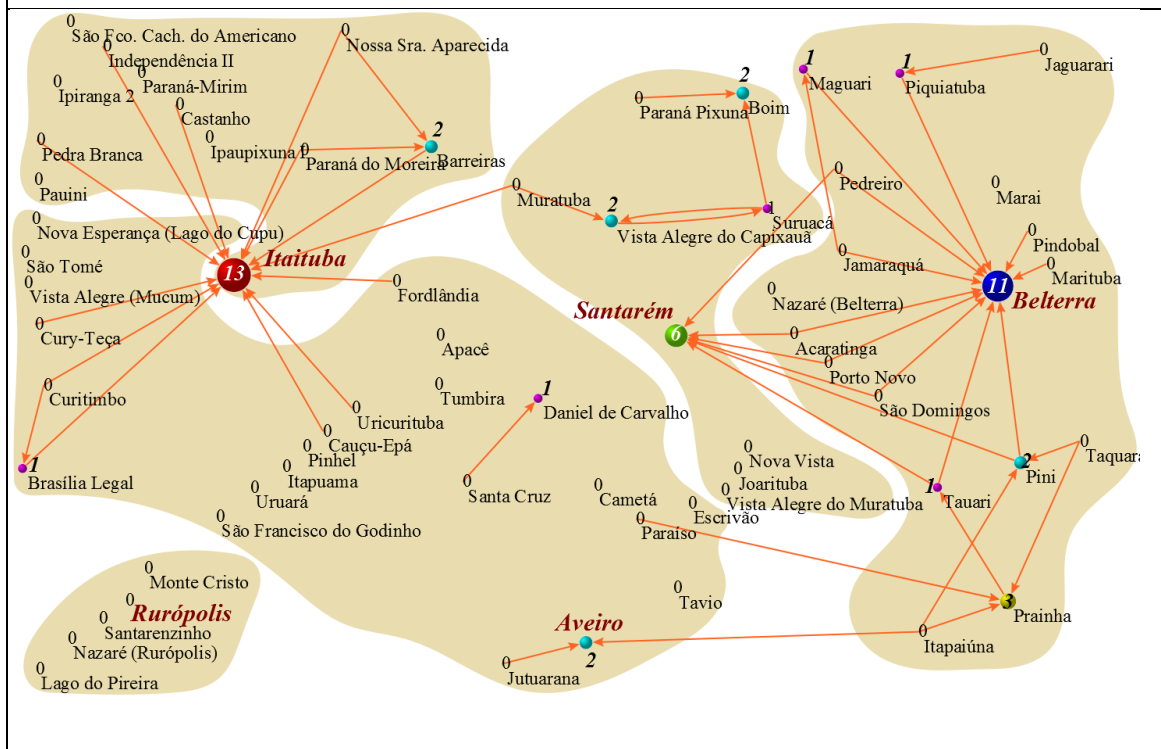 0
São Fco. Cach. do Americano
0
Independência II
0
Paraná-Mirim
0
Ipiranga 2
0
Castanho
0
Ipaupixuna I
0
Pedra Branca
0
Pauini
0
Nossa Sra. Aparecida
0
Paraná do Moreira
2
Barreiras
0
Nova Esperança (Lago do Cupu)
0
São Tomé
0
Vista Alegre (Mucum)
0
Cury-Teça
0
Curitimbo
1
Brasília Legal
13
Itaituba
0
Fordlândia
0
Apacê
0
Tumbira
1
Daniel de Carvalho
0
Uricurituba
0
Cauçu-Epá
0
Pinhel
0
Itapuama
0
Uruará
0
São Francisco do Godinho
0
Santa Cruz
0
Cametá
0
Paraíso
0
Escrivão
0
Tavio
Aveiro
2
0
Jutuarana
0
Monte Cristo
0
Rurópolis
0
Santarenzinho
0
Nazaré (Rurópolis)
0
Lago do Pireira
0
Paraná Pixuna
2
Boim
0
Muratuba
2
Vista Alegre do Capixauã
1
Suruacá
Santarém
6
0
Nova Vista
0
Joarituba
0
Vista Alegre do Muratuba
1
Maguari
1
Piquiatuba
0
Jaguarari
0
Pedreiro
0
Marai
0
Pindobal
0
Marituba
0
Jamaraquá
0
Nazaré (Belterra)
11
Belterra
0
Acaratinga
0
Porto Novo
0
São Domingos
2
Pini
0
Taquara
1
Tauari
3
Prainha
0
Itapaiúna